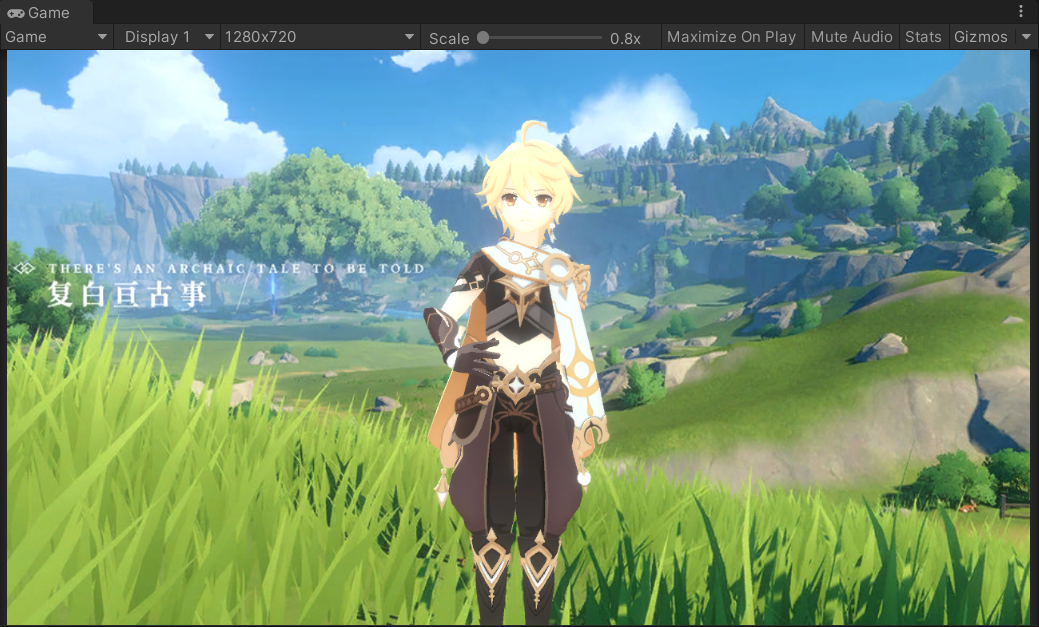 Game
Game Display 1 1280x720 Scale 0.8x Maximize On Play Mute Audio Stats Gizmos
THERE'S AN ARCHAIC TALE TO BE TOLD
复白亘古事